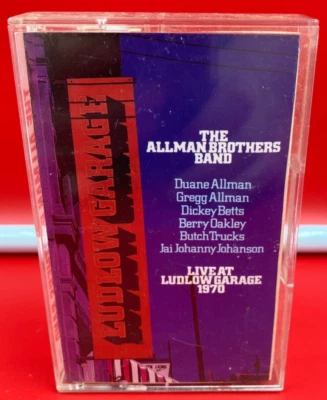 LUDLOW GARAGE
THE
ALLMAN BROTHERS
BAND
Duane Allman
Gregg Allman
Dickey Betts
Berry Oakley
Butch Trucks
Jai Johanny Johanson
LIVE AT
LUDLOW GARAGE
1970